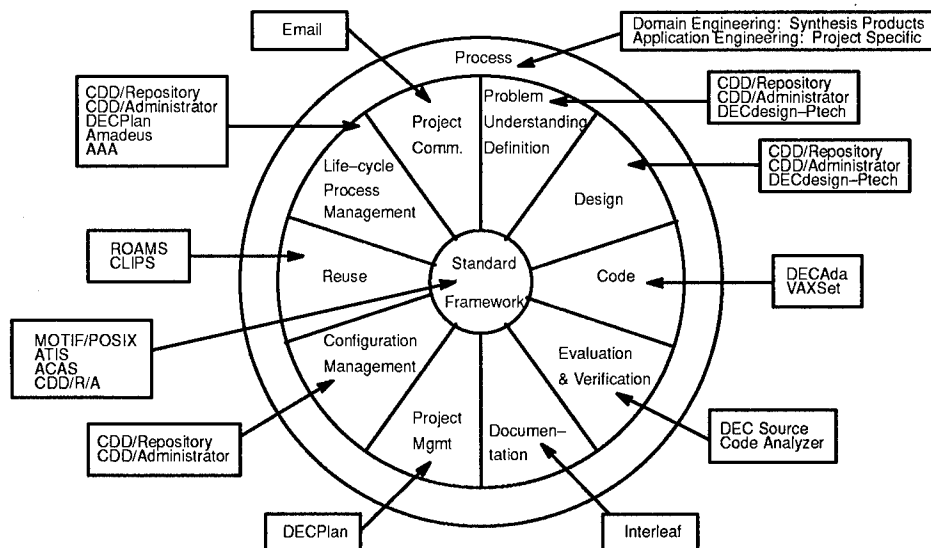 Email
Domain Engineering: Synthesis Products
Application Engineering: Project Specific
Process
CDD/Repository
CDD/Administrator
DECPlan
Amadeus
AAA
Project
Comm.
Problem
Understanding
Definition
CDD/Repository
CDD/Administrator
DECdesign–Ptech
CDD/Repository
CDD/Administrator
DECdesign–Ptech
Life–cycle
Process
Management
Design
ROAMS
CLIPS
Reuse
Standard
Framework
Code
DECAda
VAXSet
MOTIF/POSIX
ATIS
ACAS
CDD/R/A
Configuration
Management
Evaluation
& Verification
CDD/Repository
CDD/Administrator
Project
Mgmt
Documen–
tation
DEC Source
Code Analyzer
DECPlan
Interleaf